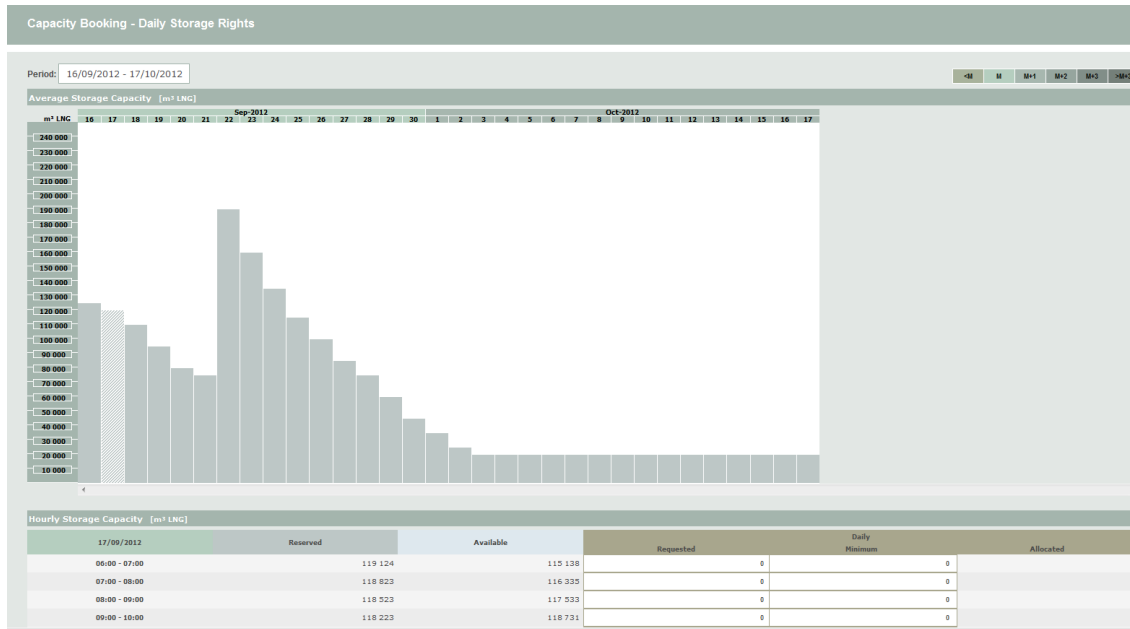 Capacity Booking - Daily Storage Rights
Period: 16/09/2012 - 17/10/2012
<M M M+1 M+2 M+3 >M+3
Average Storage Capacity [m³ LNG]
Sep-2012 Oct-2012
m³ LNG 16 17 18 19 20 21 22 23 24 25 26 27 28 29 30 1 2 3 4 5 6 7 8 9 10 11 12 13 14 15 16 17
240 000
230 000
220 000
210 000
200 000
190 000
180 000
170 000
160 000
150 000
140 000
130 000
120 000
110 000
100 000
90 000
80 000
70 000
60 000
50 000
40 000
30 000
20 000
10 000
Hourly Storage Capacity [m³ LNG]
17/09/2012 Reserved Available Daily
Requested Minimum Allocated
06:00 - 07:00 119 124 115 138 0 0
07:00 - 08:00 118 823 116 335 0 0
08:00 - 09:00 118 523 117 533 0 0
09:00 - 10:00 118 223 118 731 0 0